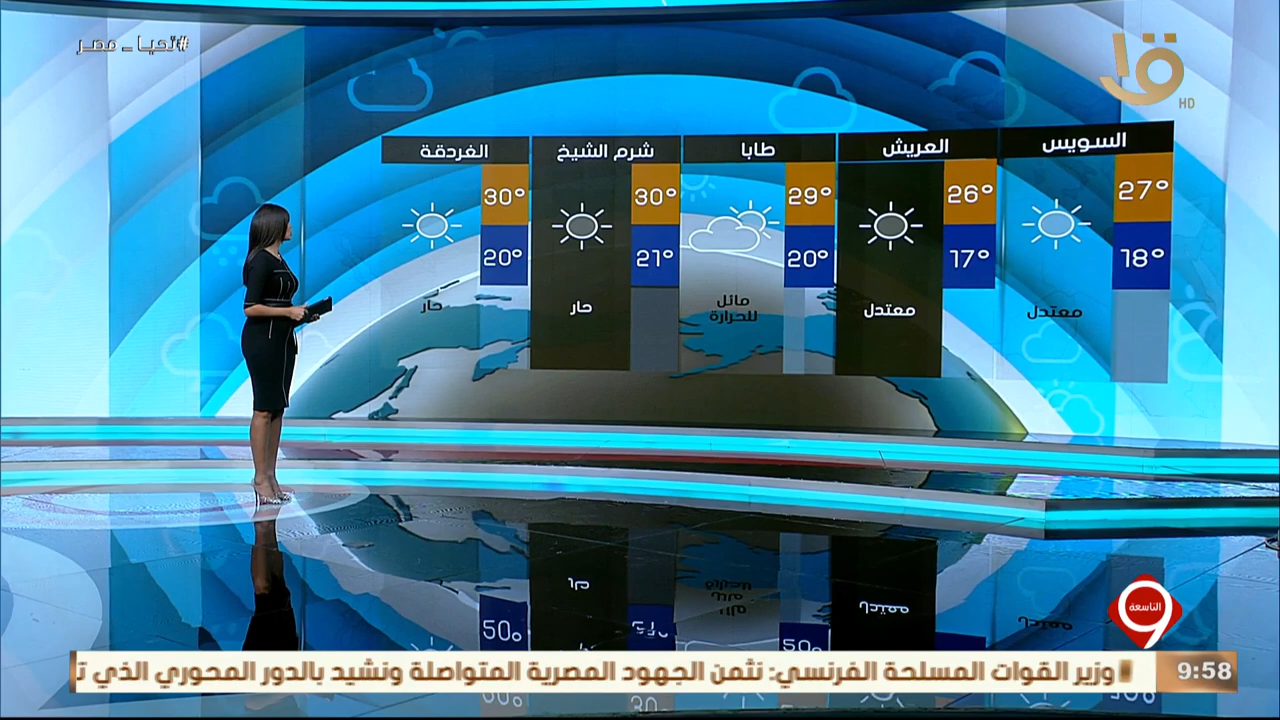 #تحيا_مصر
HD
السويس
27°
18°
معتدل
العريش
26°
17°
معتدل
طابا
29°
20°
مائل
للحرارة
شرم الشيخ
30°
21°
حار
الغردقة
30°
20°
حار
التاسعة
9
وزير القوات المسلحة الفرنسي: نثمن الجهود المصرية المتواصلة ونشيد بالدور المحوري الذي ت
9:58